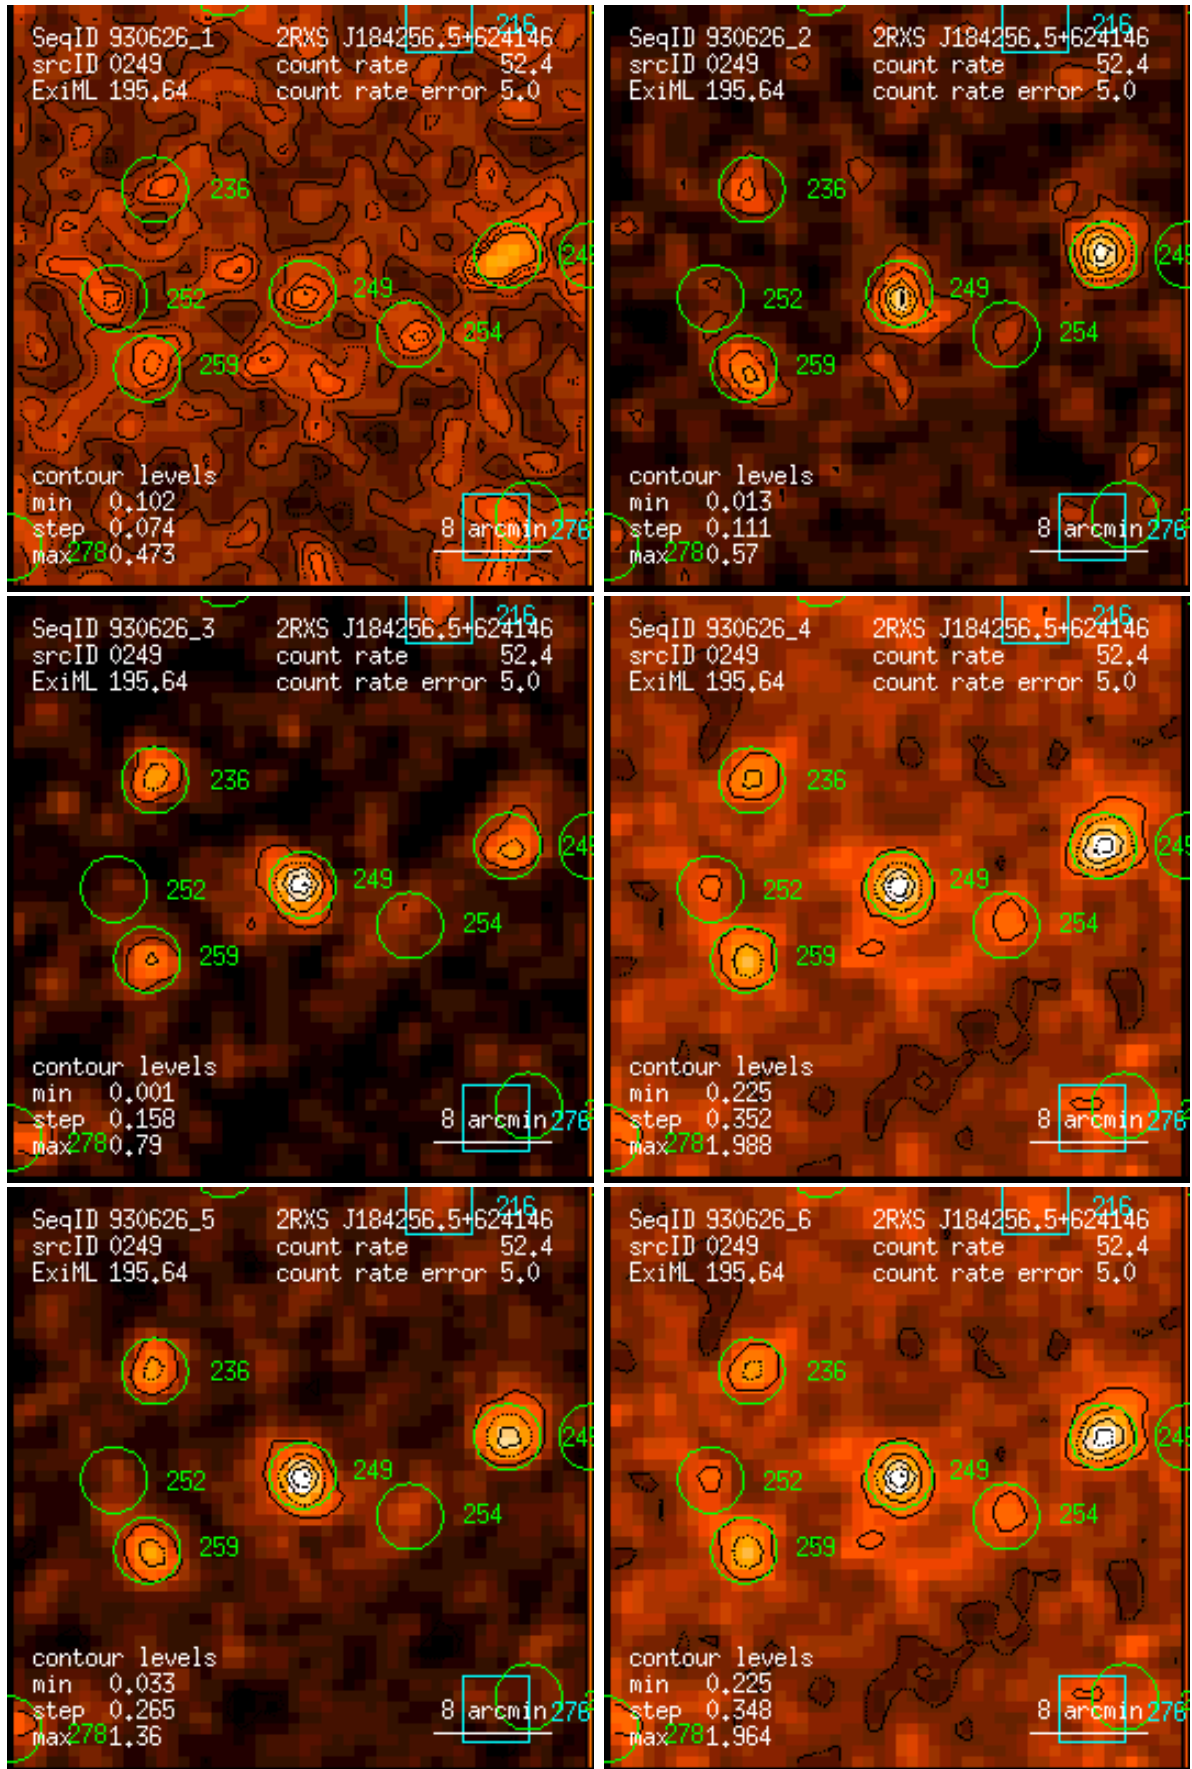 216
SeqID 930626_1 2RXS J184256.5+624146
srcID 0249 count rate 52.4
ExiML 195.64 count rate error 5.0
236
249
252
254
259
contour levels
min 0.102
step 0.074
max 0.473
278
8 arcmin
276
216
SeqID 930626_2 2RXS J184256.5+624146
srcID 0249 count rate 52.4
ExiML 195.64 count rate error 5.0
236
249
252
254
259
contour levels
min 0.013
step 0.111
max 0.57
278
8 arcmin
276
216
SeqID 930626_3 2RXS J184256.5+624146
srcID 0249 count rate 52.4
ExiML 195.64 count rate error 5.0
236
249
252
254
259
contour levels
min 0.001
step 0.158
max 0.79
278
8 arcmin
276
216
SeqID 930626_4 2RXS J184256.5+624146
srcID 0249 count rate 52.4
ExiML 195.64 count rate error 5.0
236
249
252
254
259
contour levels
min 0.225
step 0.352
max 1.988
278
8 arcmin
276
216
SeqID 930626_5 2RXS J184256.5+624146
srcID 0249 count rate 52.4
ExiML 195.64 count rate error 5.0
236
249
252
254
259
contour levels
min 0.033
step 0.265
max 1.36
278
8 arcmin
276
216
SeqID 930626_6 2RXS J184256.5+624146
srcID 0249 count rate 52.4
ExiML 195.64 count rate error 5.0
236
249
252
254
259
contour levels
min 0.225
step 0.348
max 1.964
278
8 arcmin
276